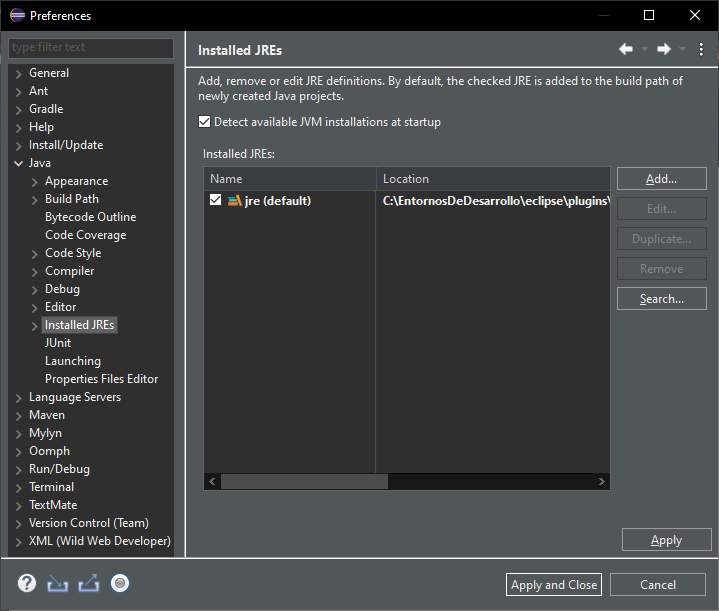 Preferences
type filter text
General
Ant
Gradle
Help
Install/Update
Java
Appearance
Build Path
Bytecode Outline
Code Coverage
Code Style
Compiler
Debug
Editor
Installed JREs
JUnit
Launching
Properties Files Editor
Language Servers
Maven
Mylyn
Oomph
Run/Debug
Terminal
TextMate
Version Control (Team)
XML (Wild Web Developer)
Installed JREs
Add, remove or edit JRE definitions. By default, the checked JRE is added to the build path of
newly created Java projects.
Detect available JVM installations at startup
Installed JREs:
Name Location
jre (default) C:\EntornosDeDesarrollo\eclipse\plugins\
Add...
Edit...
Duplicate...
Remove
Search...
Apply
Apply and Close Cancel